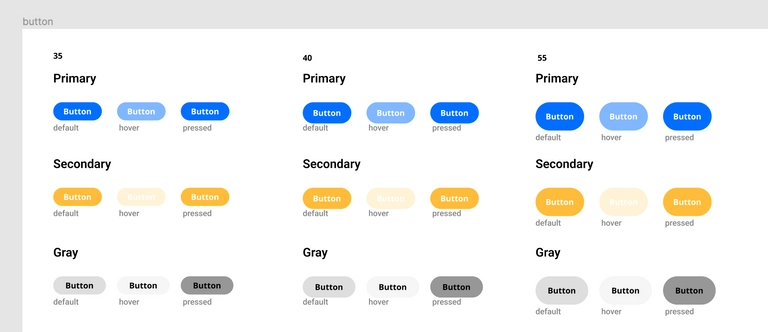 button
35 40 55
Primary Primary Primary
Button Button Button Button Button Button Button Button Button
default hover pressed default hover pressed default hover pressed
Secondary Secondary Secondary
Button Button Button Button Button Button Button Button Button
default hover pressed default hover pressed default hover pressed
Gray Gray Gray
Button Button Button Button Button Button Button Button Button
default hover pressed default hover pressed default hover pressed